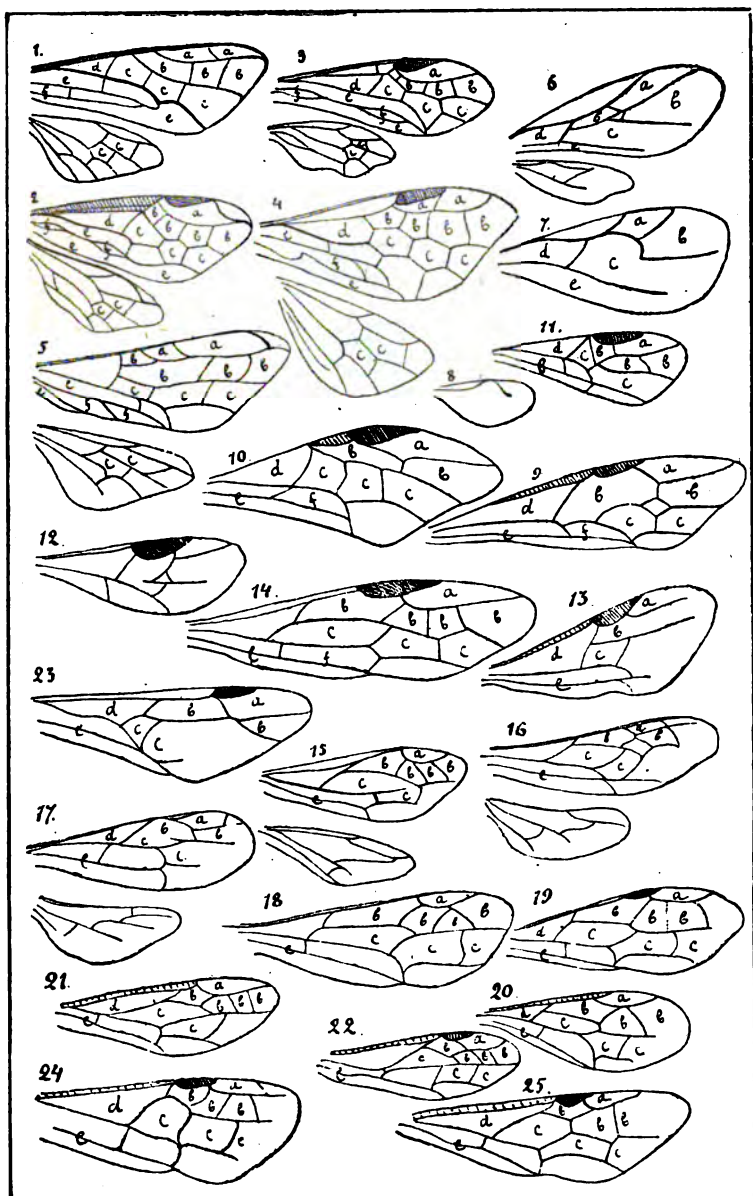 1.
a a
d c b b b
e c
f
e
c b
3
a
d c b b b
f e c c
f
e
6
a
b
b
d c
e
2
a
d b b b
e c b
f c c
e
c c
4
a a
d b b b b
e c c c
f
e
c c
7.
a
b
d c
e
5
b a a
b b b
e c c c
f f
c c
11.
d b a
c b b
c
8
10
b a
d c c c b
e f
9
a
d b b
c c
e f
12
14
b a
c b b b
e f c c
13.
a
b
d c
e
23
d b a
c c b
e
15
a
b b b b
c
e c
16
b a b
c
e c
17.
a
d b b
c
e c
18
a
b b b b
c
e c c
19
a
b b b
d c
e c c
21.
a
d b b b b
c
e c
20
a
d b b b
c
e c c
22.
b a
c b b b
e c c
24
a
d b b b
c
e c c
25.
b a
d b b
c
e c c